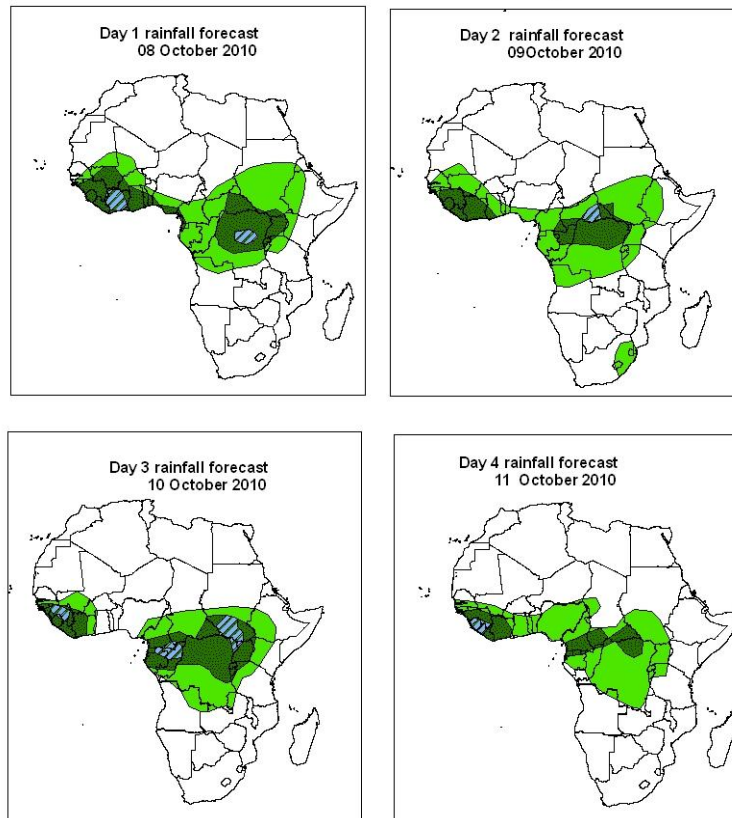 Day 1 rainfall forecast
08 October 2010
Day 2 rainfall forecast
09October 2010
Day 3 rainfall forecast
10 October 2010
Day 4 rainfall forecast
11 October 2010